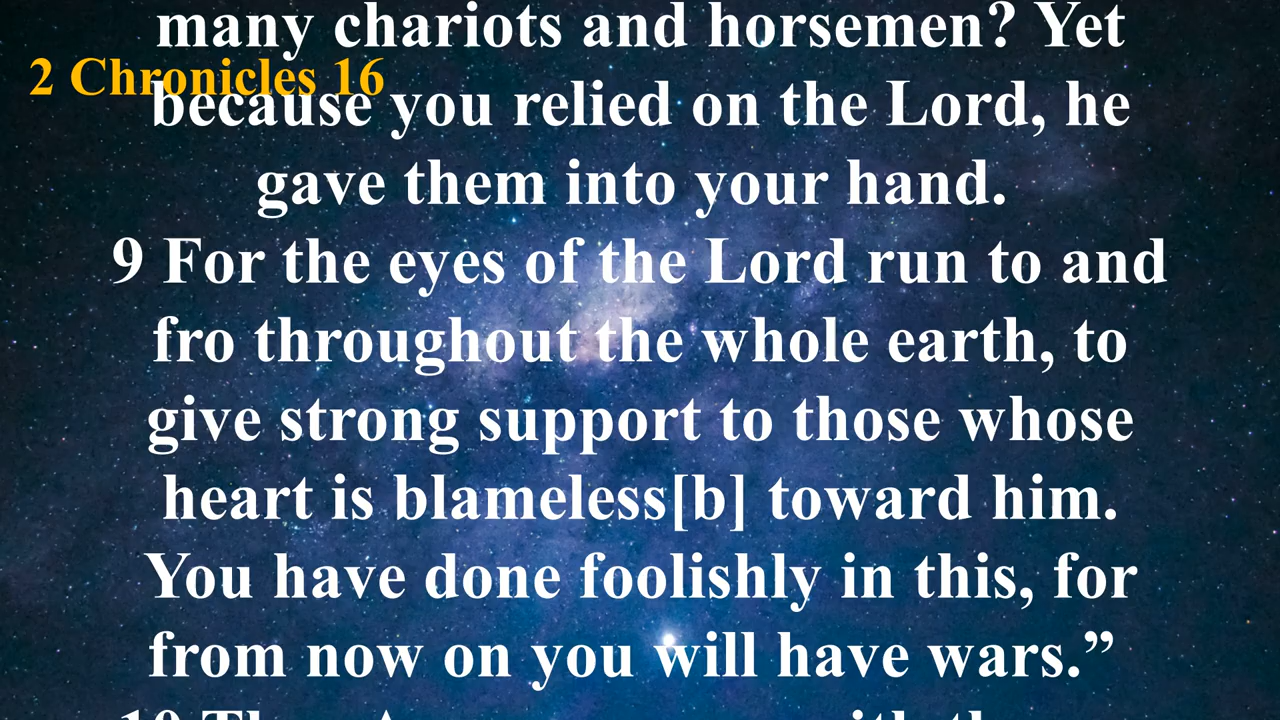 many chariots and horsemen? Yet
2 Chronicles 16
because you relied on the Lord, he
gave them into your hand.
9 For the eyes of the Lord run to and
fro throughout the whole earth, to
give strong support to those whose
heart is blameless[b] toward him.
You have done foolishly in this, for
from now on you will have wars.”